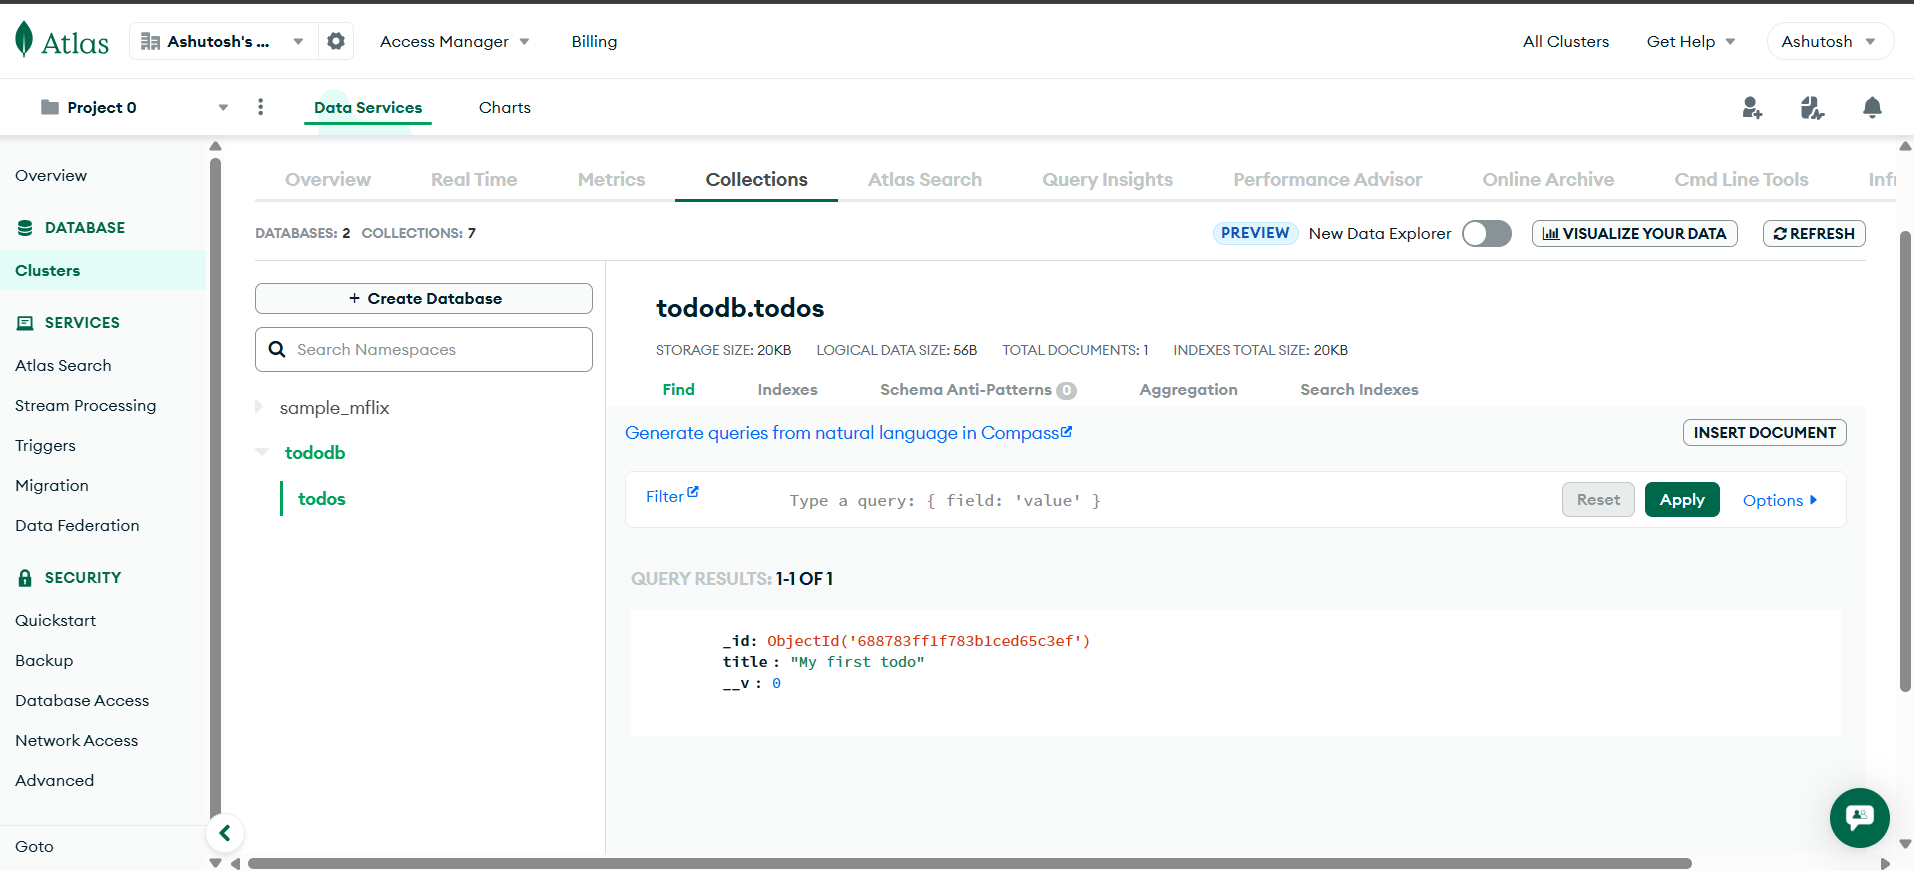 Atlas
Ashutosh's ...
Access Manager
Billing
All Clusters
Get Help
Ashutosh
Project 0
Data Services
Charts
Overview
DATABASE
Clusters
SERVICES
Atlas Search
Stream Processing
Triggers
Migration
Data Federation
SECURITY
Quickstart
Backup
Database Access
Network Access
Advanced
Goto
Overview Real Time Metrics Collections Atlas Search Query Insights Performance Advisor Online Archive Cmd Line Tools
DATABASES: 2 COLLECTIONS: 7
PREVIEW New Data Explorer
VISUALIZE YOUR DATA
REFRESH
+ Create Database
Search Namespaces
sample_mflix
tododb
todos
tododb.todos
STORAGE SIZE: 20KB LOGICAL DATA SIZE: 56B TOTAL DOCUMENTS: 1 INDEXES TOTAL SIZE: 20KB
Find Indexes Schema Anti-Patterns 0 Aggregation Search Indexes
Generate queries from natural language in Compass
INSERT DOCUMENT
Filter
Type a query: { field: 'value' }
Reset
Apply
Options
QUERY RESULTS: 1-1 OF 1
_id: ObjectId('688783ff1f783b1ced65c3ef')
title : "My first todo"
__v : 0